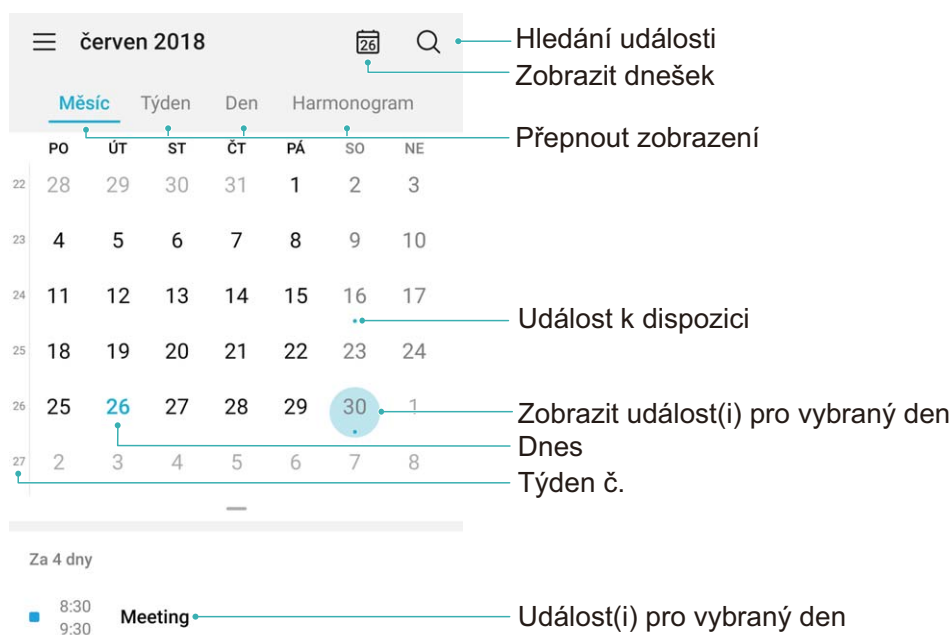 červen 2018 26
Hledání události
Zobrazit dnešek
Měsíc Týden Den Harmonogram
Přepnout zobrazení
PO ÚT ST ČT PÁ SO NE
22 28 29 30 31 1 2 3
23 4 5 6 7 8 9 10
24 11 12 13 14 15 16 17
Událost k dispozici
25 18 19 20 21 22 23 24
26 25 26 27 28 29 30 1
Zobrazit událost(i) pro vybraný den
Dnes
27 2 3 4 5 6 7 8
Týden č.
Za 4 dny
8:30
Meeting
9:30
Událost(i) pro vybraný den